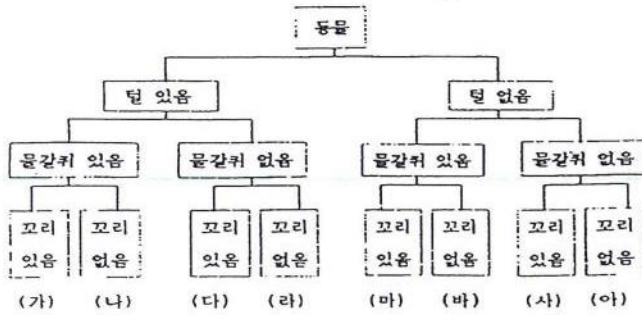 동물
털 있음 털 없음
물갈퀴 있음 물갈퀴 없음 물갈퀴 있음 물갈퀴 없음
꼬리 꼬리 꼬리 꼬리 꼬리 꼬리 꼬리 꼬리
있음 없음 있음 없음 있음 없음 있음 없음
(가) (나) (다) (라) (마) (바) (사) (아)